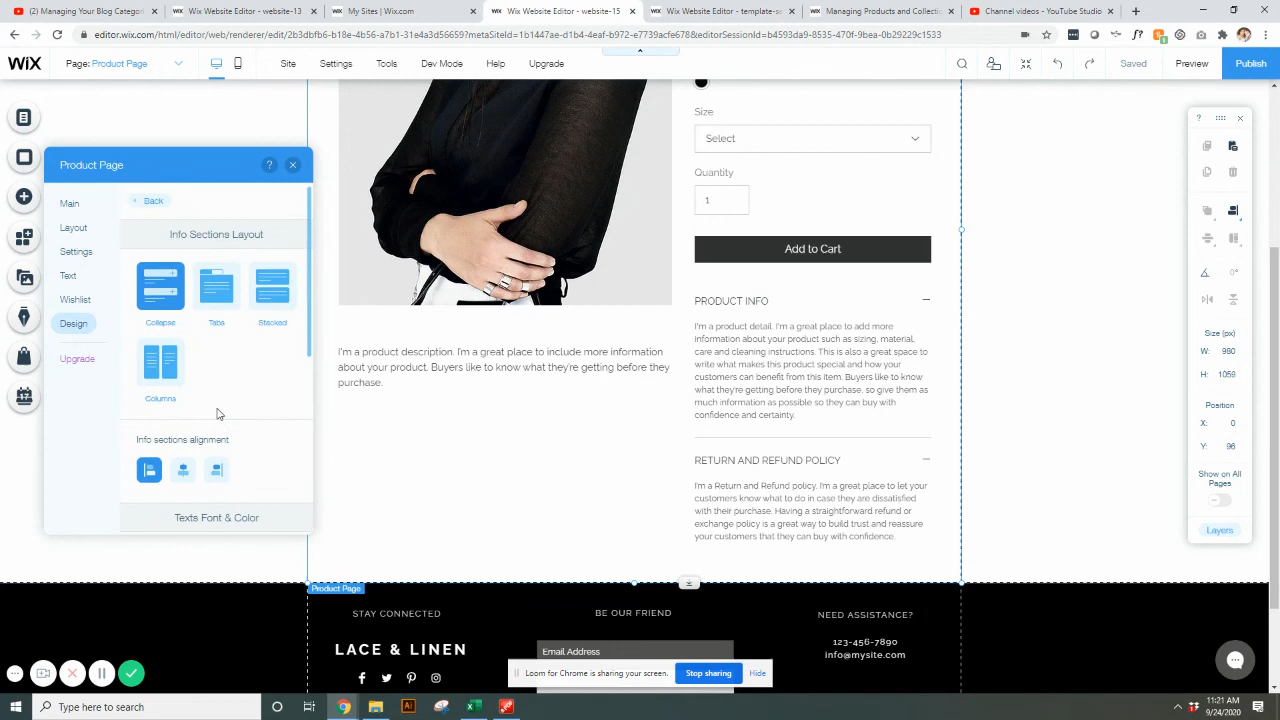 (2) Managing Your Blog Categori
Wix Editor - website-13
My Sites | Wix.com
Wix Website Editor - website-15
Wix Website Editor - template-s
Managing Products and Collectio
Channel videos - YouTube Studio
editor.wix.com/html/editor/web/renderer/edit/2b3dbfb6-b18e-4b56-a7d1-3e31e1e0d41e-4ebf-b972-e7739acfe678&editorSessionId=b4593da9-8535-470f-9bea-0b29229c1533
WiX
Page: Product Page
Site
Settings
Tools
Dev Mode
Help
Upgrade
Saved
Preview
Publish
Product Page
?
Main
Layout
Settings
Text
Wishlist
Design
Upgrade
Back
Info Sections Layout
Collapse
Tabs
Stacked
Columns
Info sections alignment
Texts Font & Color
Size
Select
Quantity
1
Add to Cart
PRODUCT INFO
I'm a product detail. I'm a great place to add more
information about your product such as sizing, material,
care and cleaning instructions. This is also a great space to
write what makes this product special and how your
customers can benefit from this item. Buyers like to know
what they're getting before they purchase, so give them as
much information as possible so they can buy with
confidence and certainty.
RETURN AND REFUND POLICY
I'm a Return and Refund policy. I'm a great place to let your
customers know what to do in case they are dissatisfied
with their purchase. Having a straightforward refund or
exchange policy is a great way to build trust and reassure
your customers that they can buy with confidence.
I'm a product description. I'm a great place to include more information
about your product. Buyers like to know what they're getting before they
purchase.
?
0°
Size (px)
W: 980
H: 1059
Position
X: 0
Y: 96
Show on All
Pages
Layers
Product Page
STAY CONNECTED
LACE & LINEN
BE OUR FRIEND
Email Address
NEED ASSISTANCE?
123-456-7890
info@mysite.com
Loom for Chrome is sharing your screen.
Stop sharing
Hide
Type here to search
11:21 AM
9/24/2020